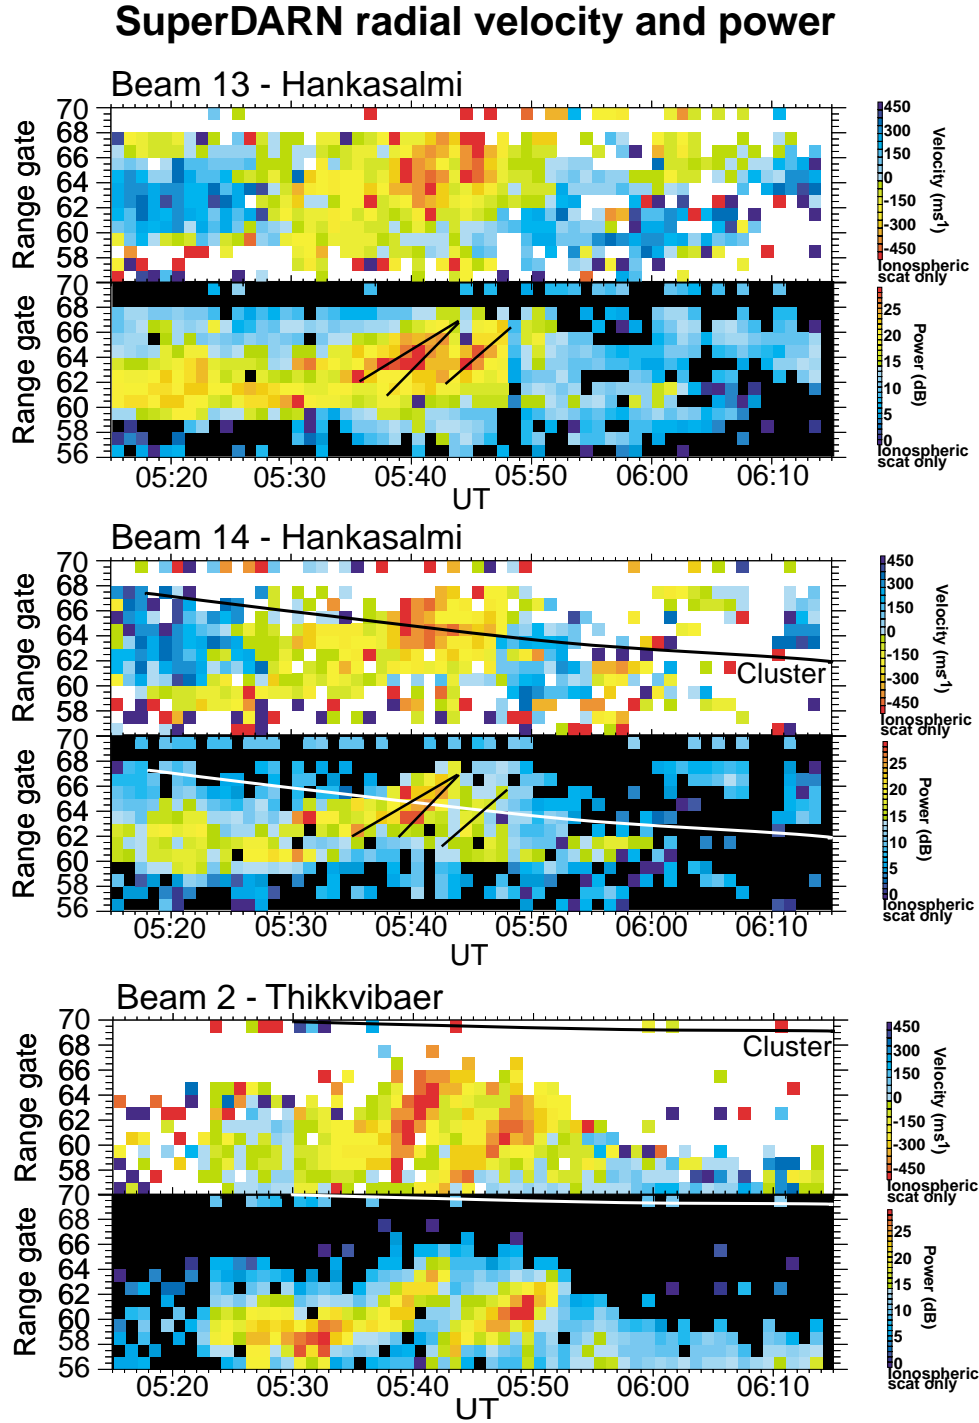 SuperDARN radial velocity and power
Beam 13 - Hankasalmi
70
68
66
64
62
60
58
Range gate
450
300
150
0
-150
-300
-450
Velocity (ms-1)
Ionospheric
scat only
70
68
66
64
62
60
58
56
Range gate
25
20
15
10
5
0
Power (dB)
Ionospheric
scat only
05:20 05:30 05:40 05:50 06:00 06:10
UT
Beam 14 - Hankasalmi
70
68
66
64
62
60
58
Range gate
Cluster
450
300
150
0
-150
-300
-450
Velocity (ms-1)
Ionospheric
scat only
70
68
66
64
62
60
58
56
Range gate
25
20
15
10
5
0
Power (dB)
Ionospheric
scat only
05:20 05:30 05:40 05:50 06:00 06:10
UT
Beam 2 - Thikkvibaer
70
68
66
64
62
60
58
Range gate
Cluster
450
300
150
0
-150
-300
-450
Velocity (ms-1)
Ionospheric
scat only
70
68
66
64
62
60
58
56
Range gate
25
20
15
10
5
0
Power (dB)
Ionospheric
scat only
05:20 05:30 05:40 05:50 06:00 06:10
UT